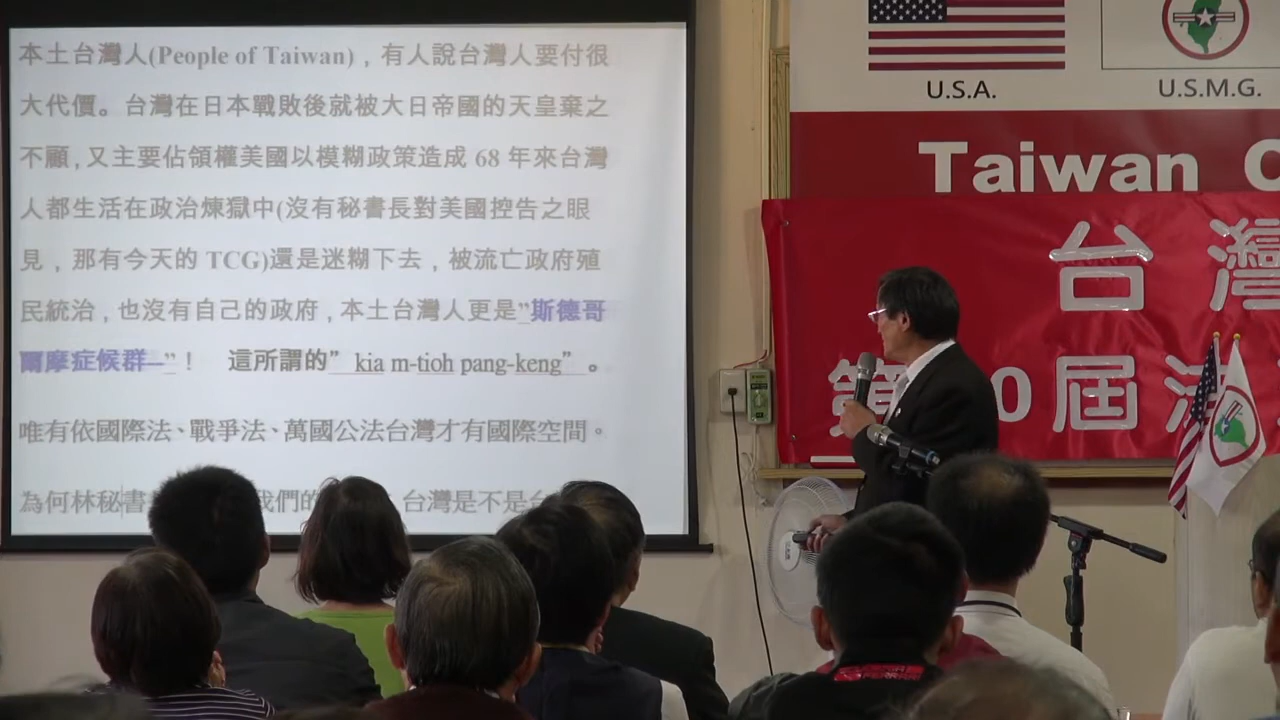 本土台灣人(People of Taiwan)，有人說台灣人要付很
大代價。台灣在日本戰敗後就被大日帝國的天皇棄之
不顧，又主要佔領權美國以模糊政策造成 68 年來台灣
人都生活在政治煉獄中(沒有秘書長對美國控告之眼
見，那有今天的 TCG)還是迷糊下去，被流亡政府殖
民統治，也沒有自己的政府，本土台灣人更是”斯德哥
爾摩症候群─”！ 這所謂的” kia m-tioh pang-keng” 。
唯有依國際法、戰爭法、萬國公法台灣才有國際空間。
為何林秘書 我們的 台灣是不是
U.S.A.
U.S.M.G.
Taiwan C
台灣
第 0屆法